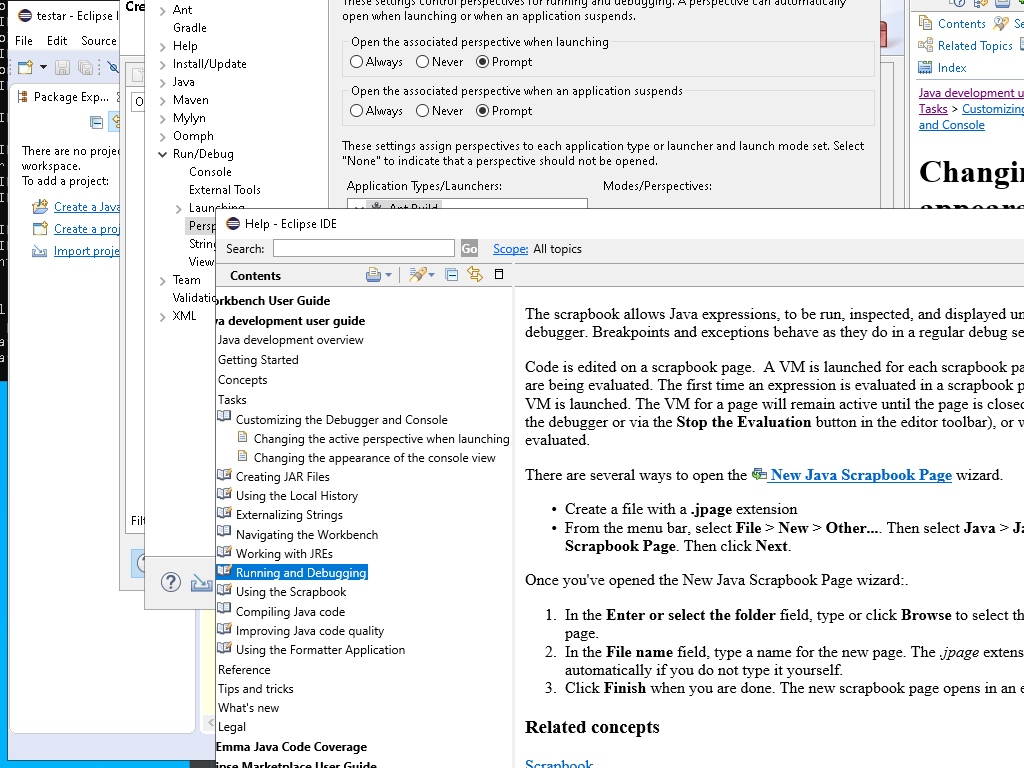 testar - Eclipse I
File Edit Source
Package Exp...
There are no proje
workspace.
To add a project:
Create a Java
Create a proj
Import proje
Cre
Ant
Gradle
Help
Install/Update
Java
Maven
Mylyn
Oomph
Run/Debug
Console
External Tools
Launching
Persp
String
View
Team
Validatio
XML
Filt
These settings control perspectives for running and debugging. A perspective can automatically
open when launching or when an application suspends.
Open the associated perspective when launching
Always Never Prompt
Open the associated perspective when an application suspends
Always Never Prompt
These settings assign perspectives to each application type or launcher and launch mode set. Select
"None" to indicate that a perspective should not be opened.
Application Types/Launchers: Modes/Perspectives:
Ant Build
Contents Se
Related Topics
Index
Java development u
Tasks > Customizing
and Console
Changin
appeara
Help - Eclipse IDE
Search: Go Scope: All topics
Contents
rkbench User Guide
va development user guide
Java development overview
Getting Started
Concepts
Tasks
Customizing the Debugger and Console
Changing the active perspective when launching
Changing the appearance of the console view
Creating JAR Files
Using the Local History
Externalizing Strings
Navigating the Workbench
Working with JREs
Running and Debugging
Using the Scrapbook
Compiling Java code
Improving Java code quality
Using the Formatter Application
Reference
Tips and tricks
What's new
Legal
Emma Java Code Coverage
ipse Marketplace User Guide
The scrapbook allows Java expressions, to be run, inspected, and displayed un
debugger. Breakpoints and exceptions behave as they do in a regular debug se
Code is edited on a scrapbook page. A VM is launched for each scrapbook pa
are being evaluated. The first time an expression is evaluated in a scrapbook p
VM is launched. The VM for a page will remain active until the page is closed
the debugger or via the Stop the Evaluation button in the editor toolbar), or w
evaluated.
There are several ways to open the New Java Scrapbook Page wizard.
• Create a file with a .jpage extension
• From the menu bar, select File > New > Other.... Then select Java > Ja
Scrapbook Page. Then click Next.
Once you've opened the New Java Scrapbook Page wizard:.
1. In the Enter or select the folder field, type or click Browse to select th
page.
2. In the File name field, type a name for the new page. The .jpage extens
automatically if you do not type it yourself.
3. Click Finish when you are done. The new scrapbook page opens in an e
Related concepts
Scrapbook